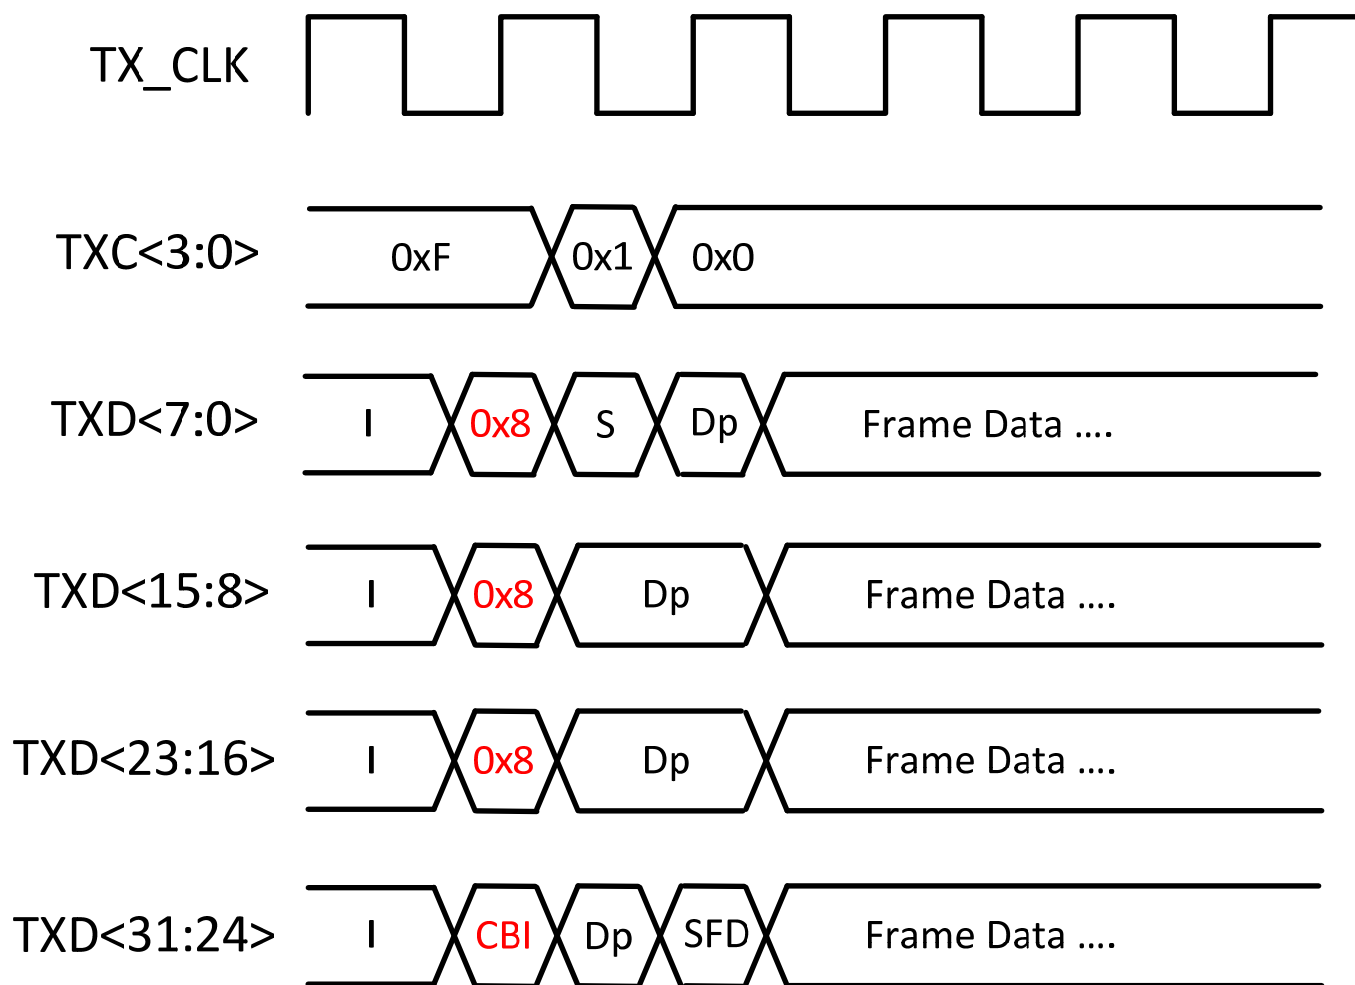 TX_CLK
TXC<3:0> 0xF 0x1 0x0
TXD<7:0> I 0x8 S Dp Frame Data ....
TXD<15:8> I 0x8 Dp Frame Data ....
TXD<23:16> I 0x8 Dp Frame Data ....
TXD<31:24> I CBI Dp SFD Frame Data ....